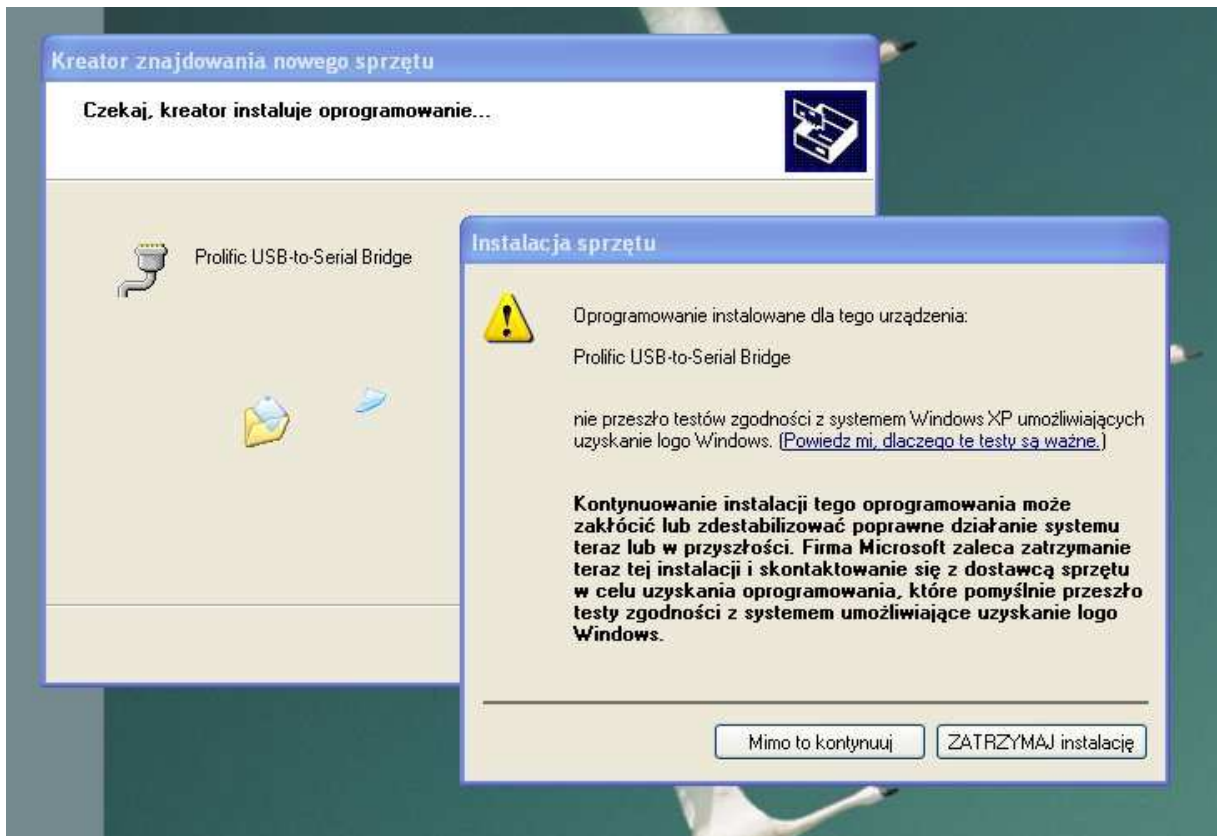 Kreator znajdowania nowego sprzętu
Czekaj, kreator instaluje oprogramowanie...
Prolific USB-to-Serial Bridge
Instalacja sprzętu
Oprogramowanie instalowane dla tego urządzenia:
Prolific USB-to-Serial Bridge
nie przeszło testów zgodności z systemem Windows XP umożliwiających
uzyskanie logo Windows. (Powiedz mi, dlaczego te testy są ważne.)
Kontynuowanie instalacji tego oprogramowania może
zakłócić lub zdestabilizować poprawne działanie systemu
teraz lub w przyszłości. Firma Microsoft zaleca zatrzymanie
teraz tej instalacji i skontaktowanie się z dostawcą sprzętu
w celu uzyskania oprogramowania, które pomyślnie przeszło
testy zgodności z systemem umożliwiające uzyskanie logo
Windows.
Mimo to kontynuuj
ZATRZYMAJ instalację